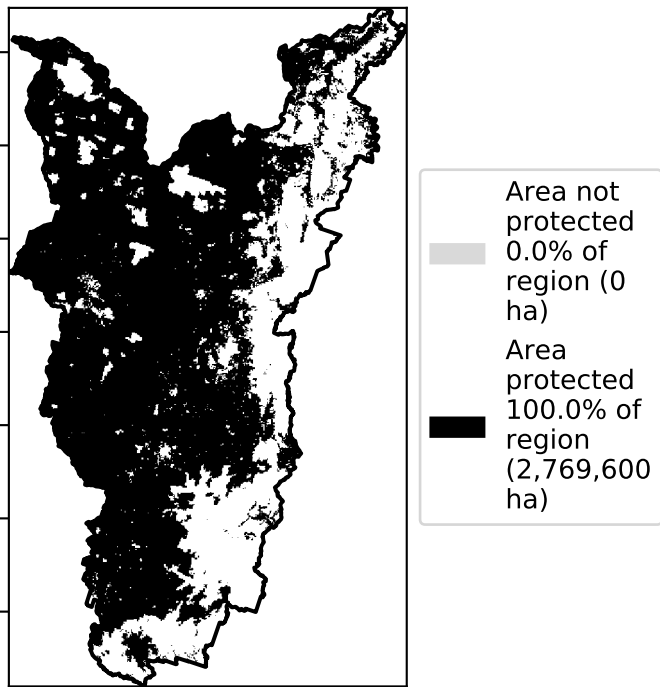 Area not
protected
0.0% of
region (0
ha)
Area
protected
100.0% of
region
(2,769,600
ha)